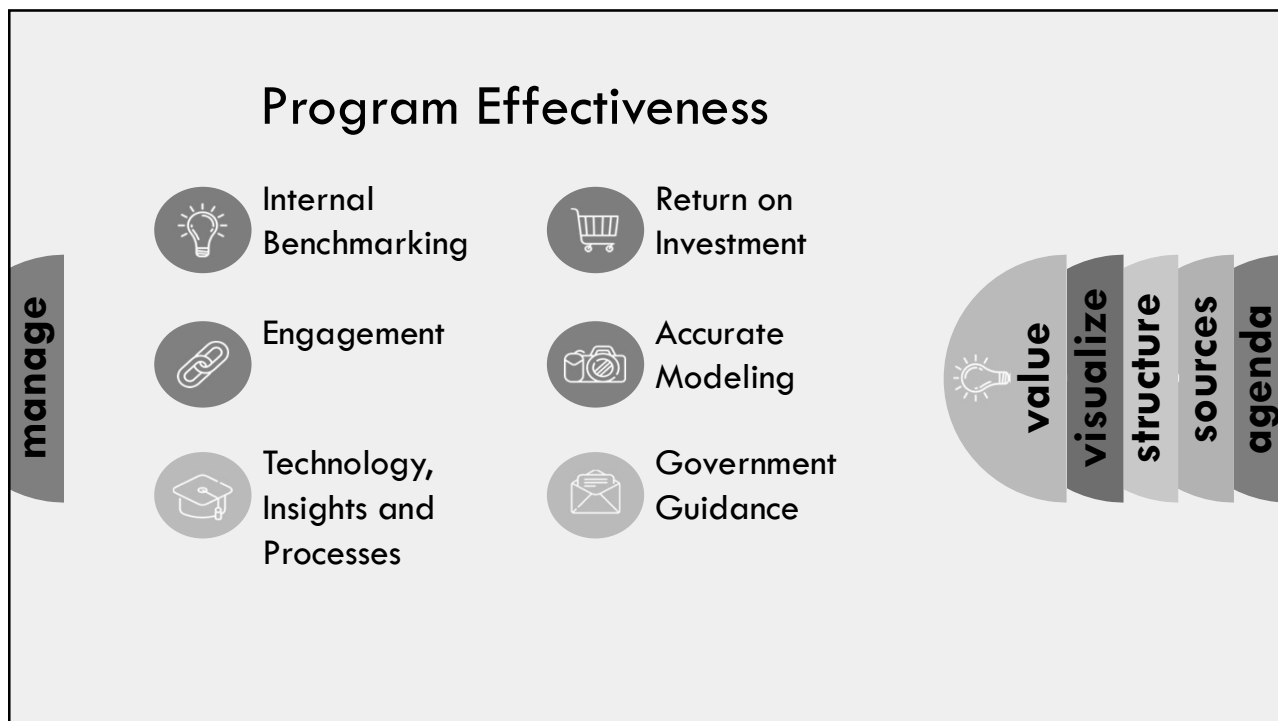 Program Effectiveness
Internal
Benchmarking
Return on
Investment
Engagement
Accurate
Modeling
Technology,
Insights and
Processes
Government
Guidance
manage
value
visualize
structure
sources
agenda